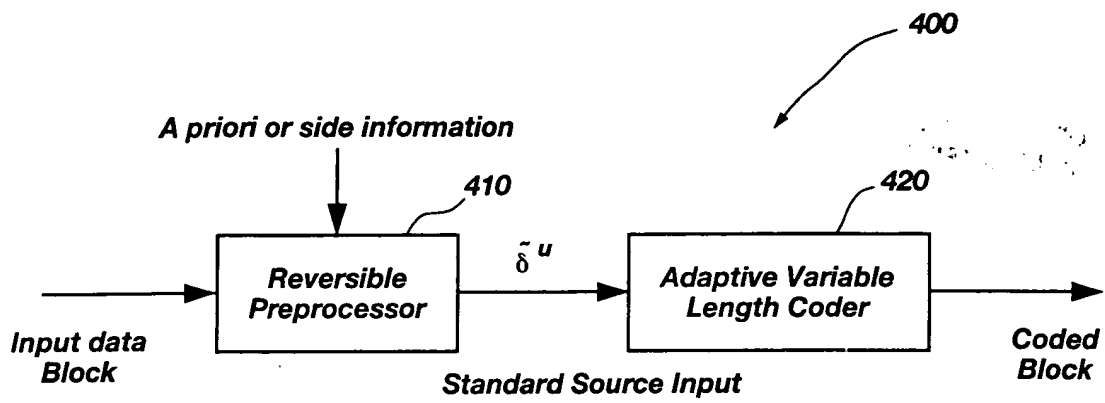 400
A priori or side information
410
420
Reversible
Preprocessor
δ̃ u
Adaptive Variable
Length Coder
Input data
Block
Standard Source Input
Coded
Block